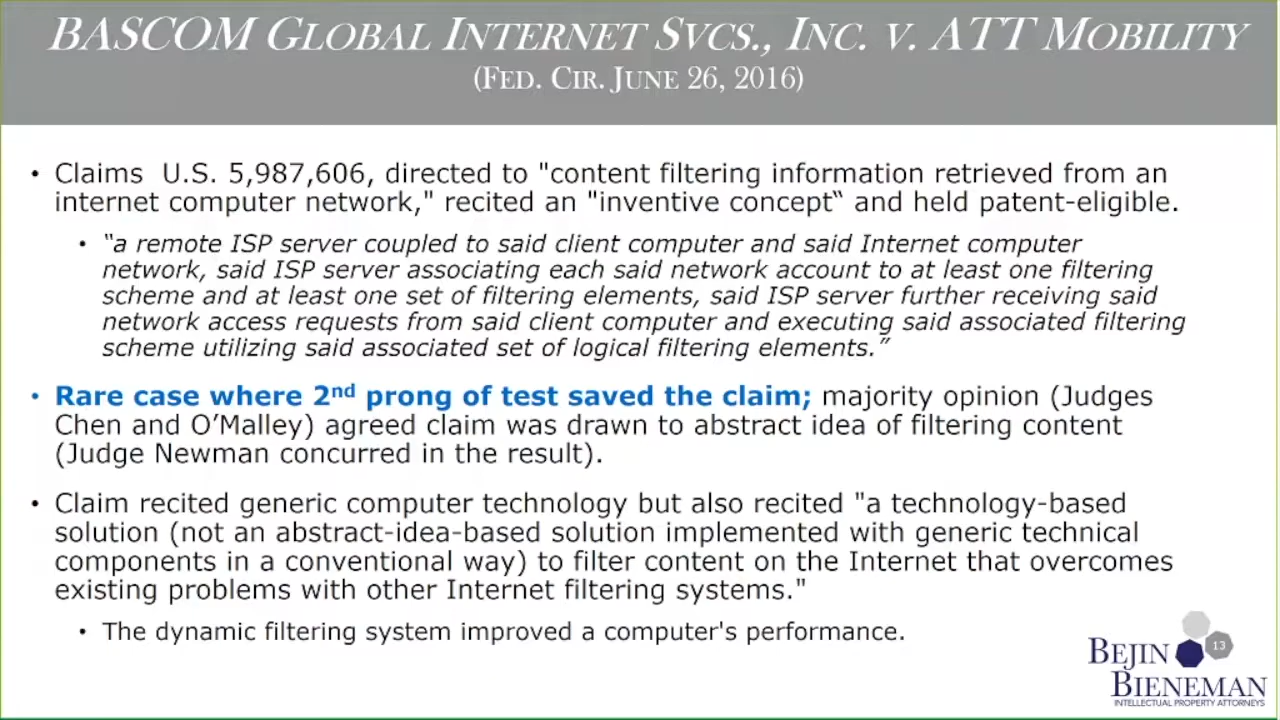 BASCOM GLOBAL INTERNET SVCS., INC. V. ATT MOBILITY
(FED. CIR. JUNE 26, 2016)
• Claims  U.S. 5,987,606, directed to "content filtering information retrieved from an
internet computer network," recited an "inventive concept“ and held patent-eligible.
• “a remote ISP server coupled to said client computer and said Internet computer
network, said ISP server associating each said network account to at least one filtering
scheme and at least one set of filtering elements, said ISP server further receiving said
network access requests from said client computer and executing said associated filtering
scheme utilizing said associated set of logical filtering elements.”
• Rare case where 2nd prong of test saved the claim; majority opinion (Judges
Chen and O’Malley) agreed claim was drawn to abstract idea of filtering content
(Judge Newman concurred in the result).
• Claim recited generic computer technology but also recited "a technology-based
solution (not an abstract-idea-based solution implemented with generic technical
components in a conventional way) to filter content on the Internet that overcomes
existing problems with other Internet filtering systems."
• The dynamic filtering system improved a computer's performance.
13
BEJIN
BIENEMAN
INTELLECTUAL PROPERTY ATTORNEYS